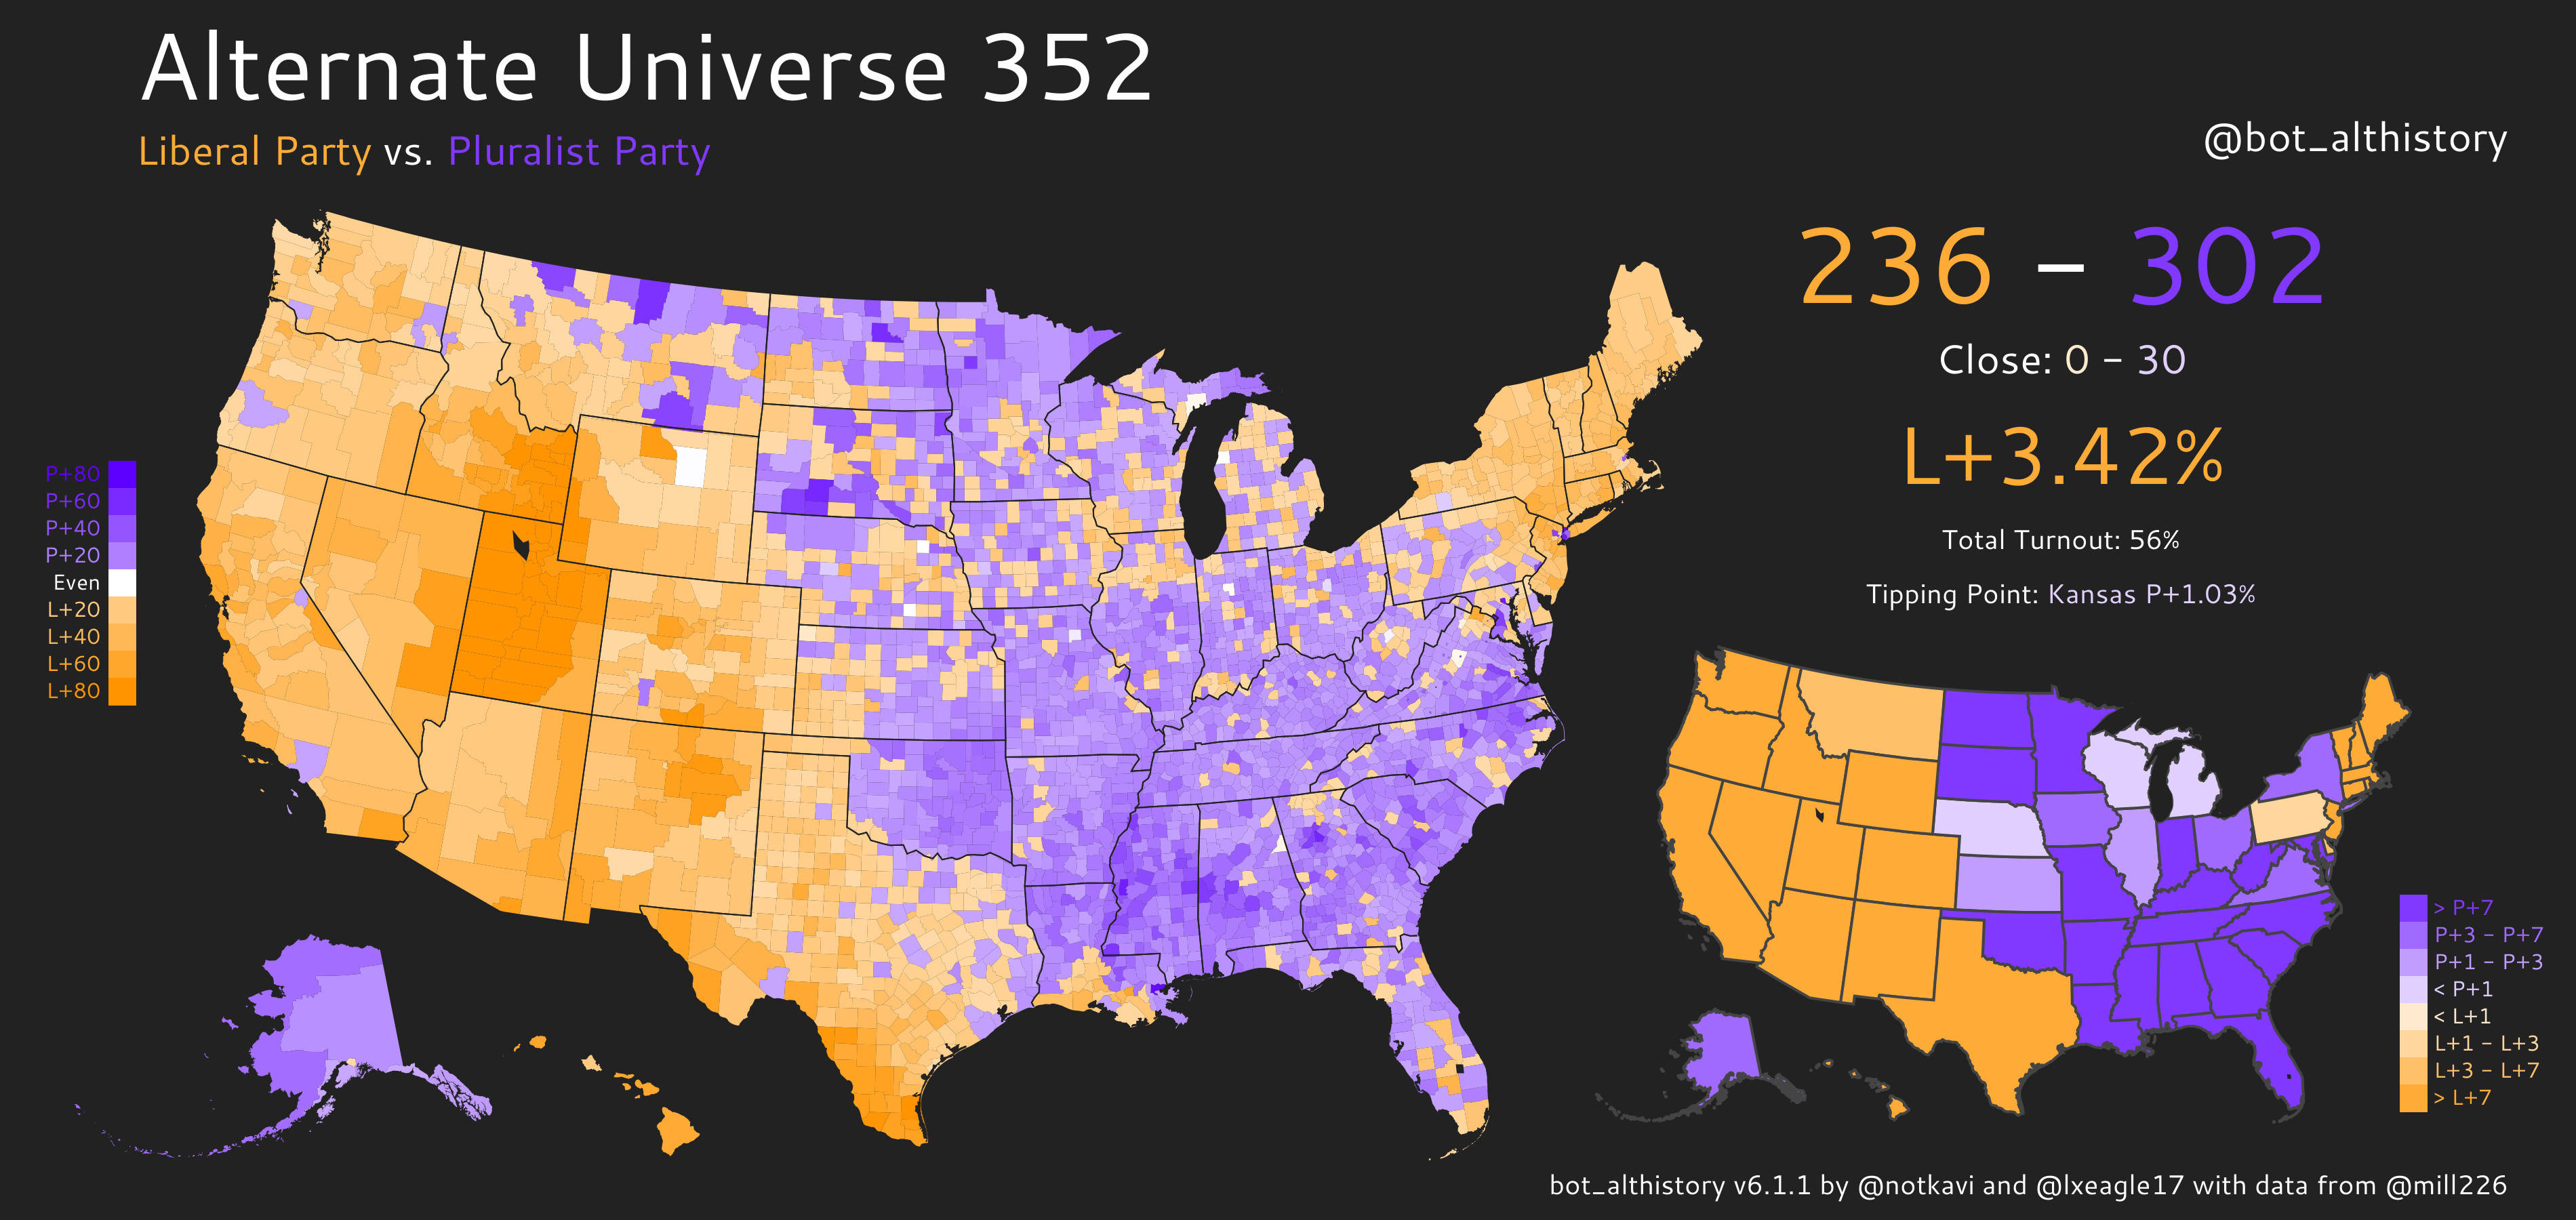 Alternate Universe 352
Liberal Party vs. Pluralist Party
@bot_althistory
236 – 302
Close: 0 – 30
L+3.42%
Total Turnout: 56%
Tipping Point: Kansas P+1.03%
P+80
P+60
P+40
P+20
Even
L+20
L+40
L+60
L+80
> P+7
P+3 – P+7
P+1 – P+3
< P+1
< L+1
L+1 – L+3
L+3 – L+7
> L+7
bot_althistory v6.1.1 by @notkavi and @lxeagle17 with data from @mill226